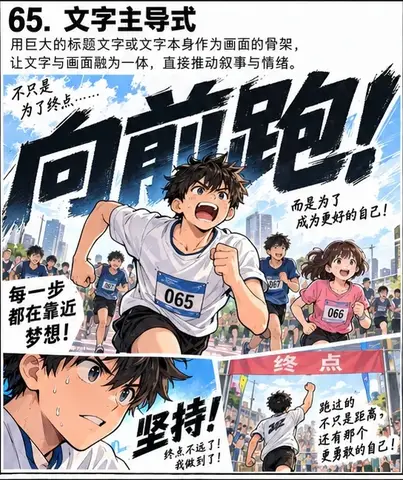 65. 文字主导式
用巨大的标题文字或文字本身作为画面的骨架，
让文字与画面融为一体，直接推动叙事与情绪。
不只是
为了终点……
向前跑！
而是为了
成为更好的自己！
065
067
066
每一步
都在靠近
梦想！
坚持！
终点不远了！
我做到了！
终点
跑过的
不只是距离，
还有那个
更勇敢的自己！